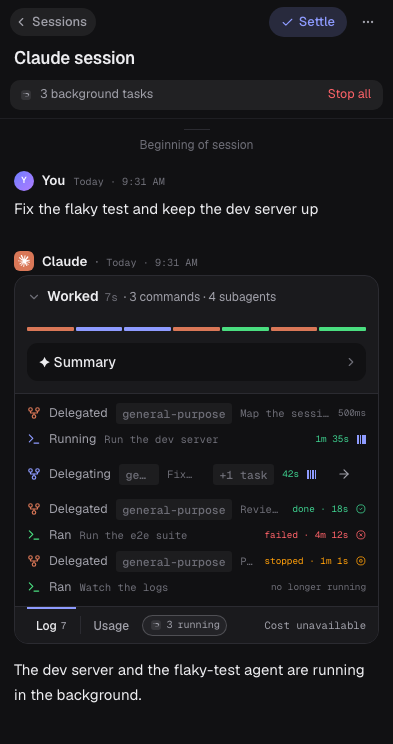 Sessions
Settle
Claude session
3 background tasks
Stop all
Beginning of session
Y
You Today · 9:31 AM
Fix the flaky test and keep the dev server up
Claude · Today · 9:31 AM
Worked 7s · 3 commands · 4 subagents
Summary
Delegated general-purpose Map the sessi… 500ms
Running Run the dev server 1m 35s
Delegating ge… Fix… +1 task 42s
Delegated general-purpose Revie… done · 18s
Ran Run the e2e suite failed · 4m 12s
Delegated general-purpose P… stopped · 1m 1s
Ran Watch the logs no longer running
Log 7 Usage 3 running Cost unavailable
The dev server and the flaky-test agent are running
in the background.